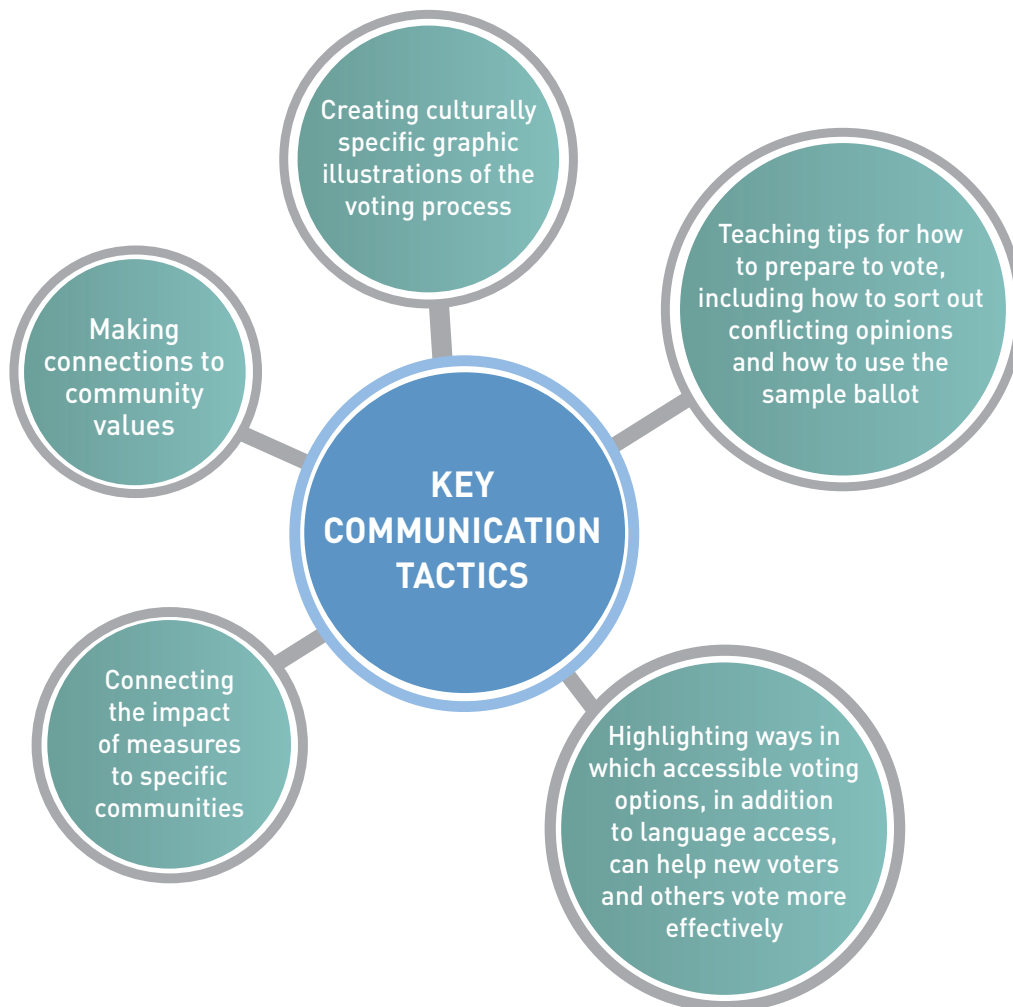 Creating culturally
specific graphic
illustrations of the
voting process
Teaching tips for how
to prepare to vote,
including how to sort out
conflicting opinions
and how to use the
sample ballot
Making
connections to
community
values
KEY
COMMUNICATION
TACTICS
Connecting
the impact
of measures
to specific
communities
Highlighting ways in
which accessible voting
options, in addition
to language access,
can help new voters
and others vote more
effectively